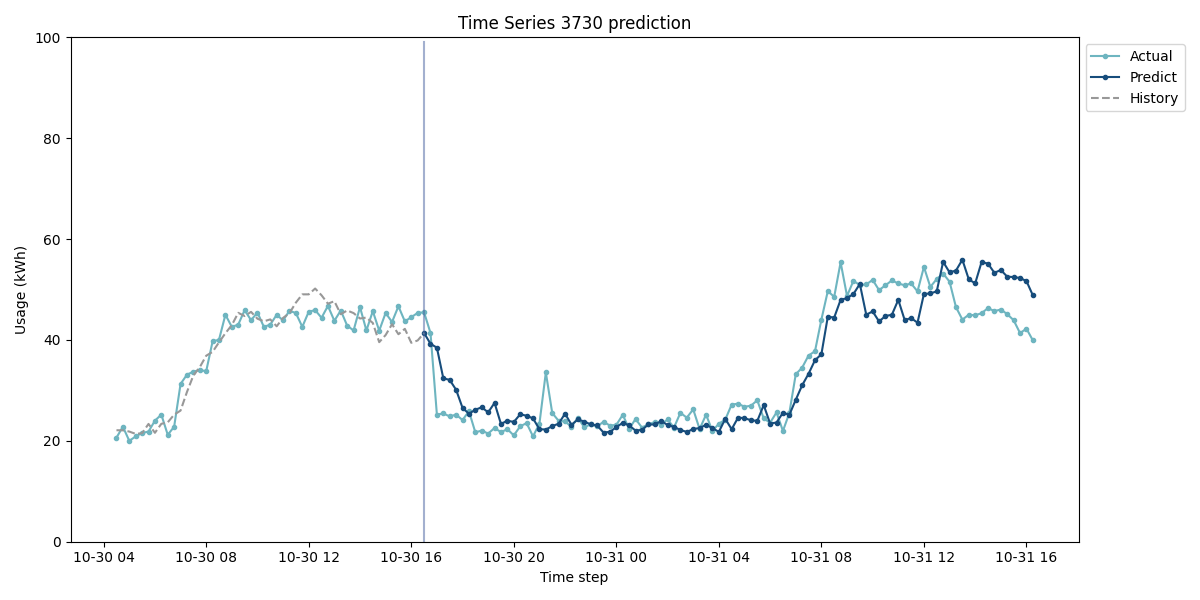 Time Series 3730 prediction
100
80
60
40
20
0
Usage (kWh)
10-30 04 10-30 08 10-30 12 10-30 16 10-30 20 10-31 00 10-31 04 10-31 08 10-31 12 10-31 16
Time step
Actual
Predict
History